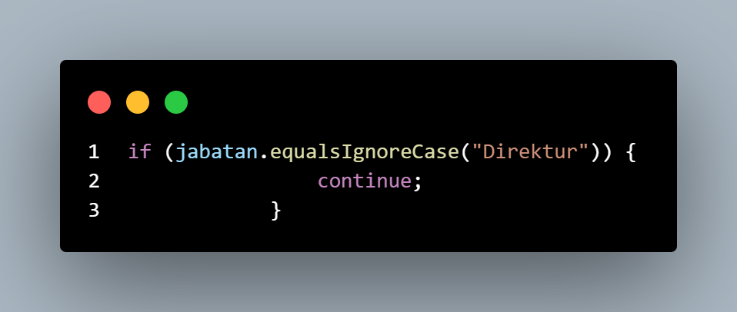 1 if (jabatan.equalsIgnoreCase("Direktur")) {
2 continue;
3 }